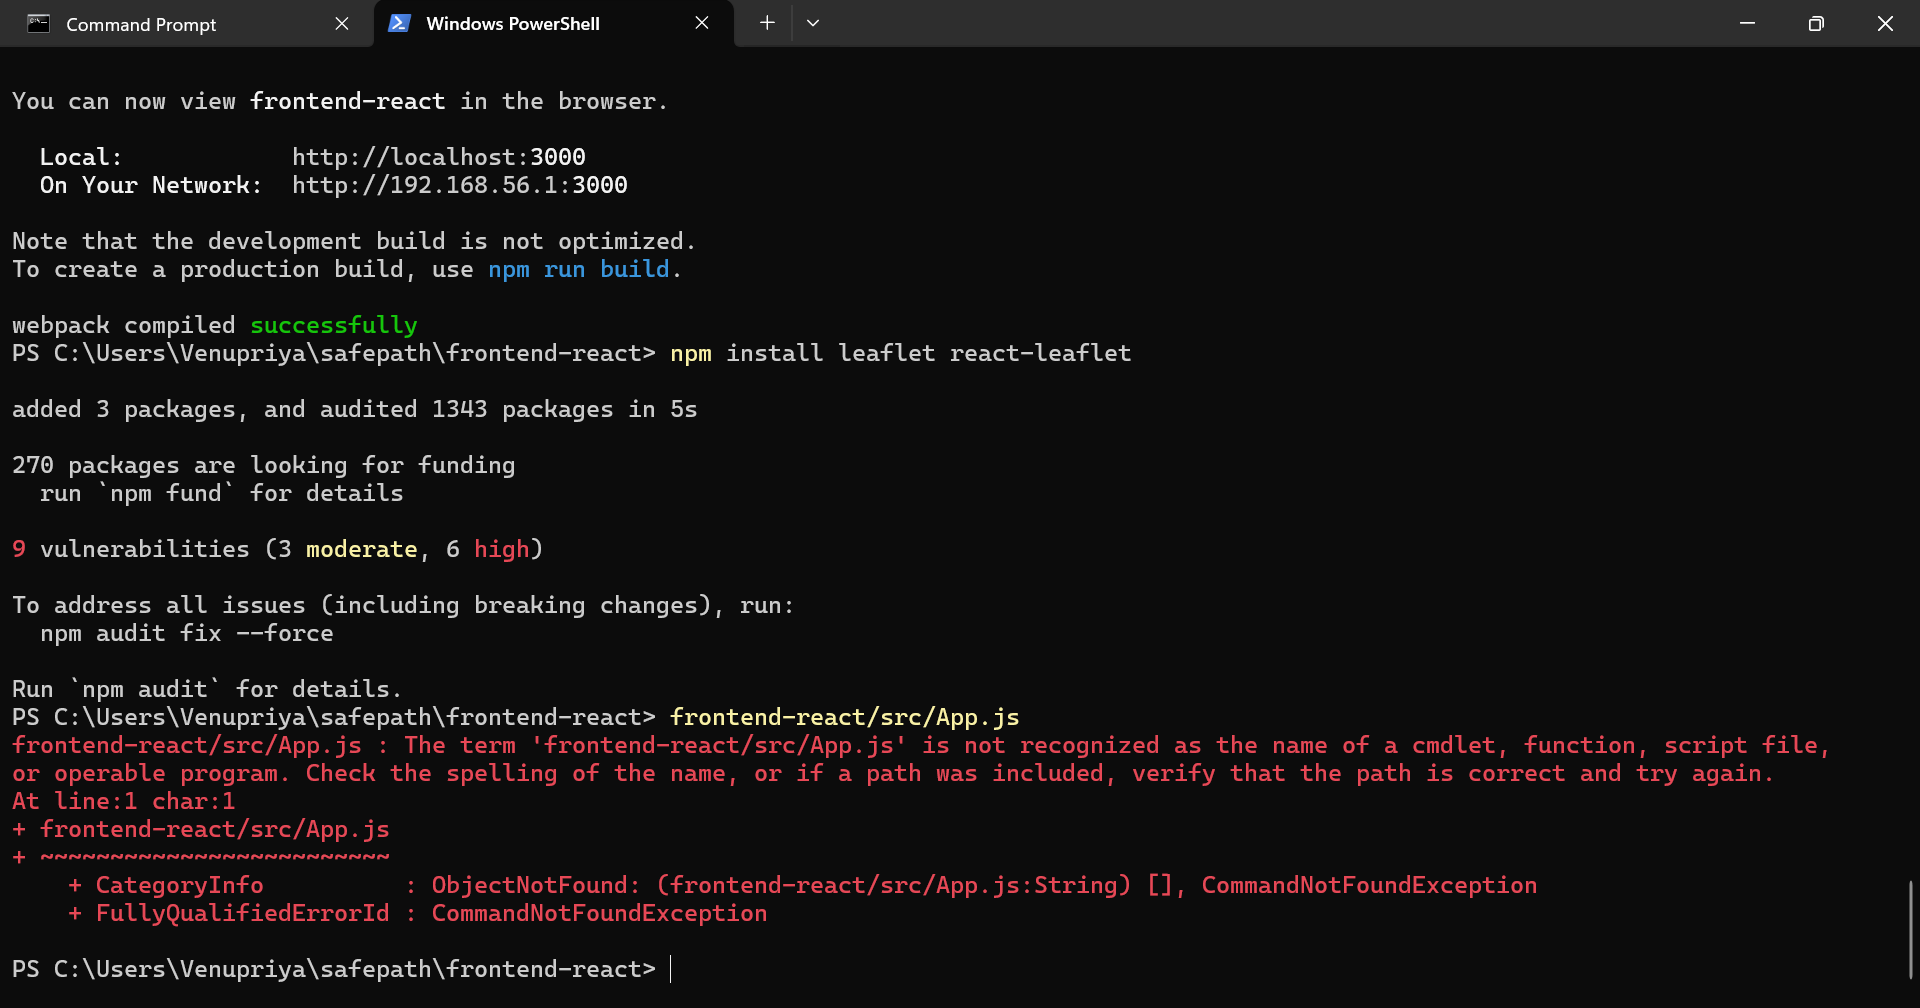 Command Prompt
Windows PowerShell
You can now view frontend-react in the browser.
Local: http://localhost:3000
On Your Network: http://192.168.56.1:3000
Note that the development build is not optimized.
To create a production build, use npm run build.
webpack compiled successfully
PS C:\Users\Venupriya\safepath\frontend-react> npm install leaflet react-leaflet
added 3 packages, and audited 1343 packages in 5s
270 packages are looking for funding
run `npm fund` for details
9 vulnerabilities (3 moderate, 6 high)
To address all issues (including breaking changes), run:
npm audit fix --force
Run `npm audit` for details.
PS C:\Users\Venupriya\safepath\frontend-react> frontend-react/src/App.js
frontend-react/src/App.js : The term 'frontend-react/src/App.js' is not recognized as the name of a cmdlet, function, script file,
or operable program. Check the spelling of the name, or if a path was included, verify that the path is correct and try again.
At line:1 char:1
+ frontend-react/src/App.js
+ ~~~~~~~~~~~~~~~~~~~~~~~~~
+ CategoryInfo : ObjectNotFound: (frontend-react/src/App.js:String) [], CommandNotFoundException
+ FullyQualifiedErrorId : CommandNotFoundException
PS C:\Users\Venupriya\safepath\frontend-react>